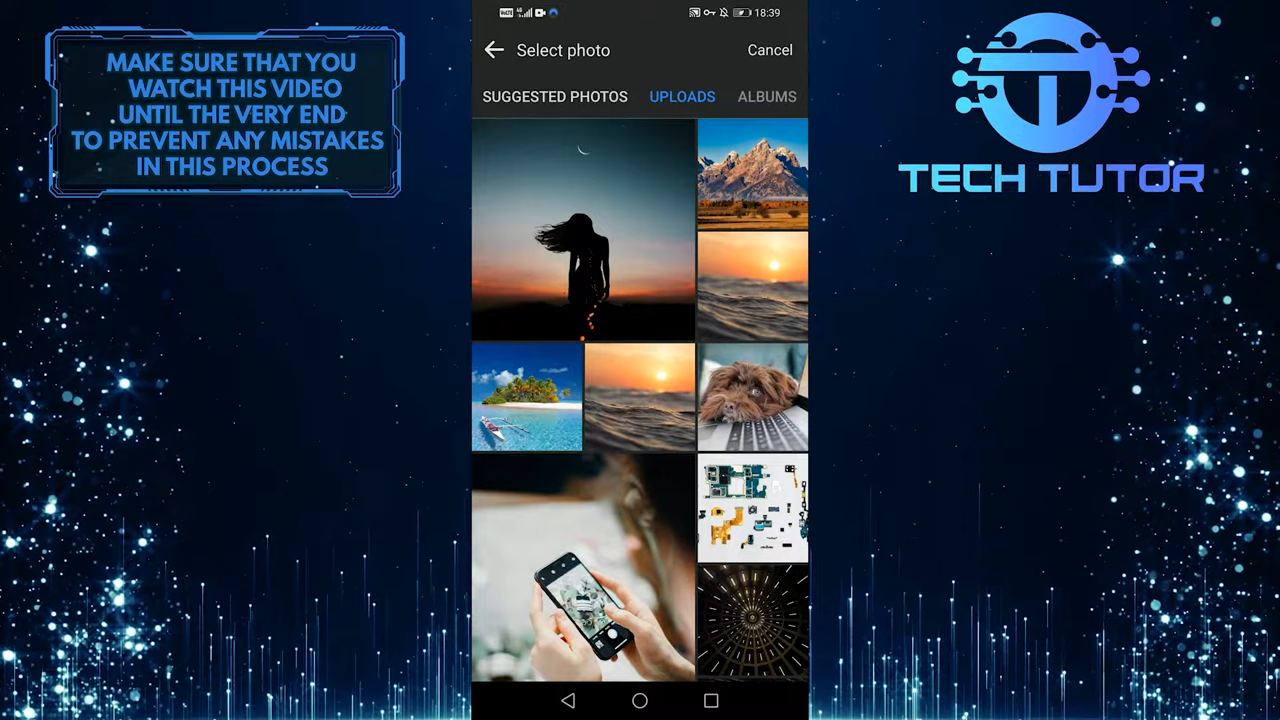 MAKE SURE THAT YOU
WATCH THIS VIDEO
UNTIL THE VERY END
TO PREVENT ANY MISTAKES
IN THIS PROCESS
18:39
Select photo
Cancel
SUGGESTED PHOTOS
UPLOADS
ALBUMS
TECH TUTOR